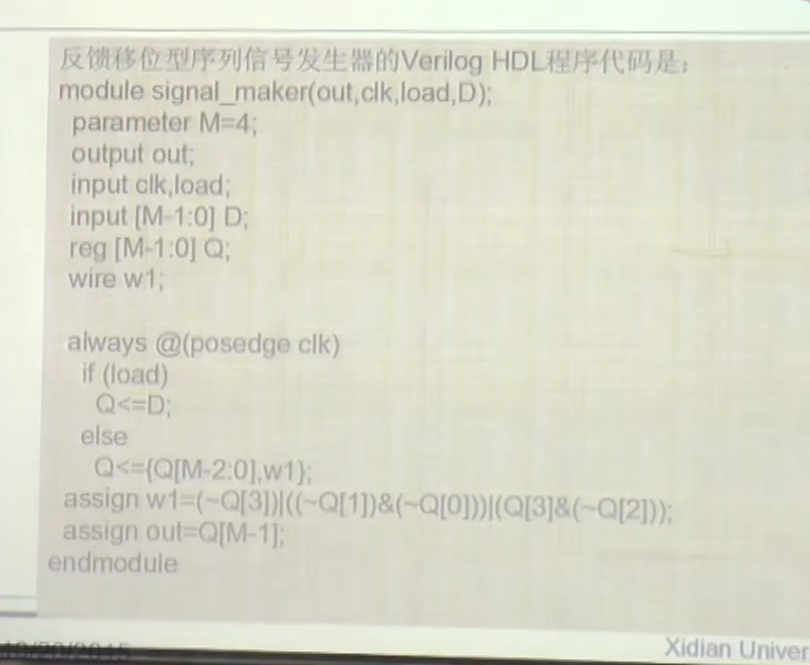 反馈移位型序列信号发生器的Verilog HDL程序代码是：
module signal_maker(out,clk,load,D);
parameter M=4;
output out;
input clk,load;
input [M-1:0] D;
reg [M-1:0] Q;
wire w1;
always @(posedge clk)
if (load)
Q<=D;
else
Q<={Q[M-2:0],w1};
assign w1=(~Q[3])|((~Q[1])&(~Q[0]))|(Q[3]&(~Q[2]));
assign out=Q[M-1];
endmodule
Xidian Univer